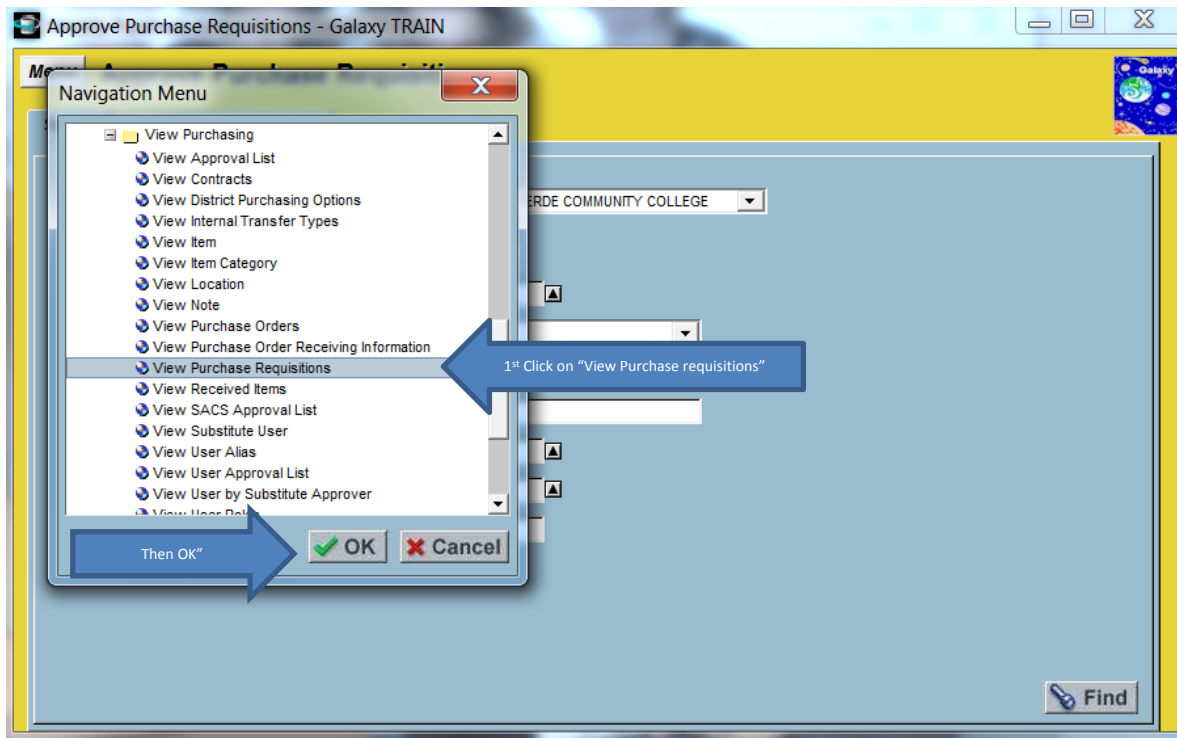 Approve Purchase Requisitions - Galaxy TRAIN
Galaxy
Navigation Menu
View Purchasing
View Approval List
View Contracts
View District Purchasing Options
View Internal Transfer Types
View Item
View Item Category
View Location
View Note
View Purchase Orders
View Purchase Order Receiving Information
View Purchase Requisitions
View Received Items
View SACS Approval List
View Substitute User
View User Alias
View User Approval List
View User by Substitute Approver
COMMUNITY COLLEGE
1st Click on “View Purchase requisitions”
Then OK”
OK
Cancel
Find